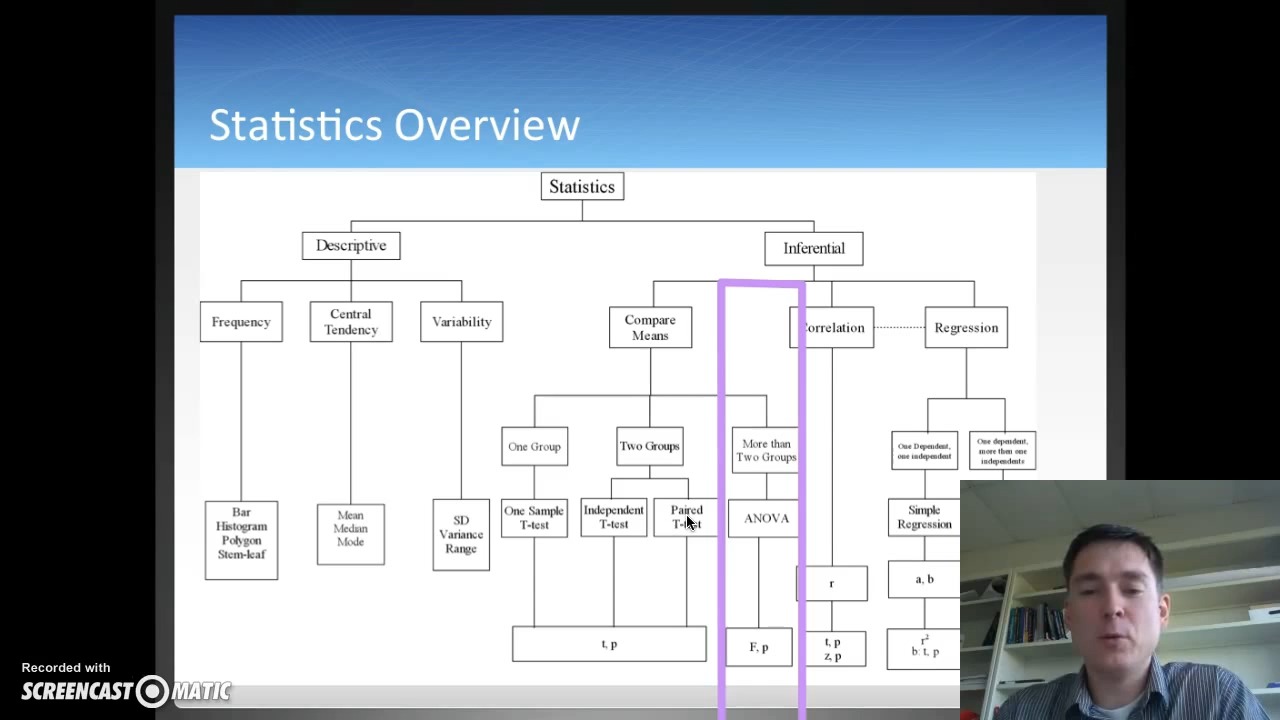 Statistics Overview
Statistics
Descriptive
Inferential
Frequency
Central
Tendency
Variability
Compare
Means
Correlation
Regression
One Group
Two Groups
More than
Two Groups
One Dependent,
one independent
One dependent,
more then one
independents
Bar
Histogram
Polygon
Stem-leaf
Mean
Median
Mode
SD
Variance
Range
One Sample
T-test
Independent
T-test
Paired
T-test
ANOVA
Simple
Regression
r
a, b
t, p
F, p
t, p
z, p
r²
b: t, p
Recorded with
SCREENCAST-O-MATIC